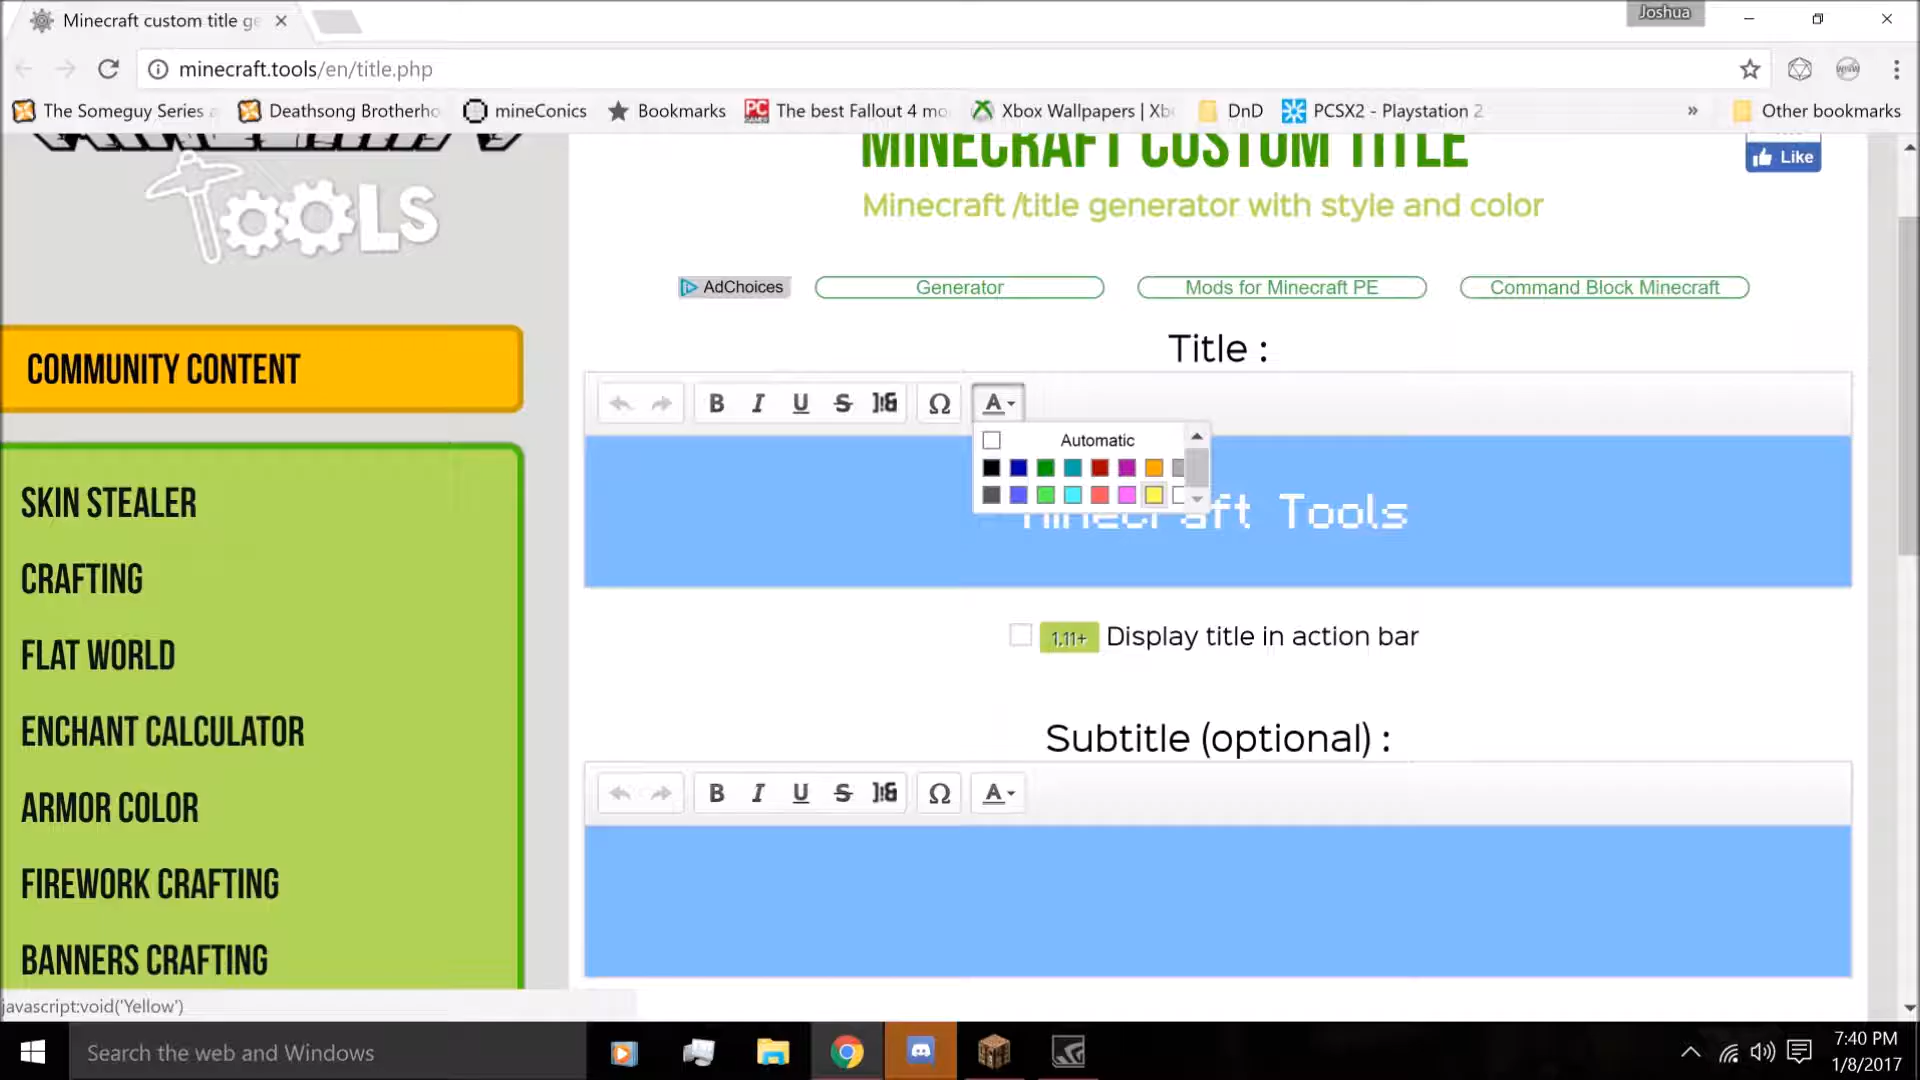 Minecraft custom title ge
Joshua
minecraft.tools/en/title.php
The Someguy Series a
Deathsong Brotherho
mineConics
Bookmarks
The best Fallout 4 mo
Xbox Wallpapers | Xb
DnD
PCSX2 - Playstation 2
»
Other bookmarks
TOOLS
MINECRAFT CUSTOM TITLE
Like
Minecraft /title generator with style and color
AdChoices
Generator
Mods for Minecraft PE
Command Block Minecraft
COMMUNITY CONTENT
Title :
B I U S Ω A
Automatic
Minecraft Tools
SKIN STEALER
CRAFTING
FLAT WORLD
ENCHANT CALCULATOR
ARMOR COLOR
FIREWORK CRAFTING
BANNERS CRAFTING
1.11+ Display title in action bar
Subtitle (optional) :
B I U S Ω A
javascript:void('Yellow')
Search the web and Windows
7:40 PM
1/8/2017